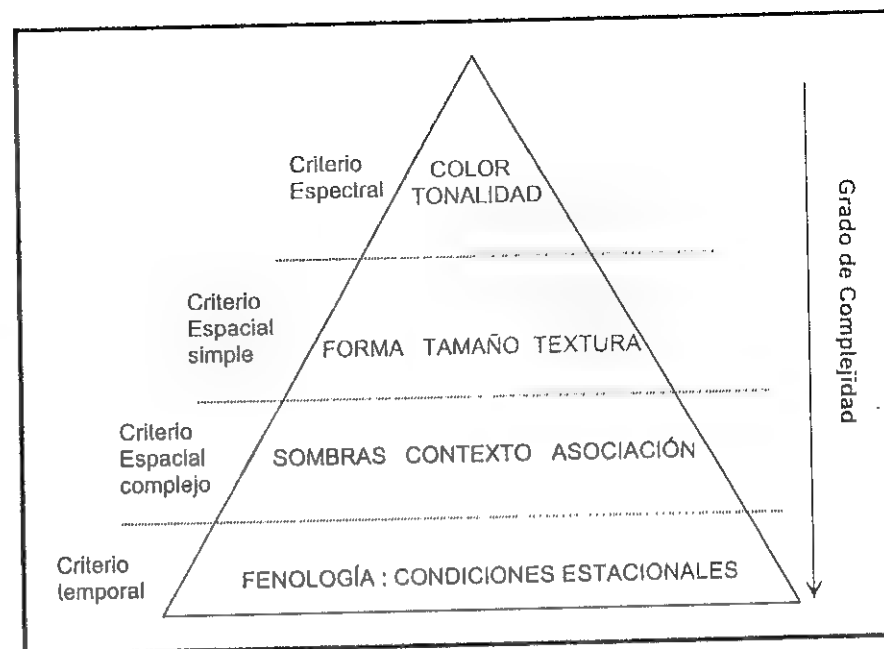 Criterio
Espectral
COLOR
TONALIDAD
Criterio
Espacial
simple
FORMA TAMAÑO TEXTURA
Criterio
Espacial
complejo
SOMBRAS CONTEXTO ASOCIACIÓN
Criterio
temporal
FENOLOGÍA : CONDICIONES ESTACIONALES
Grado de Complejidad